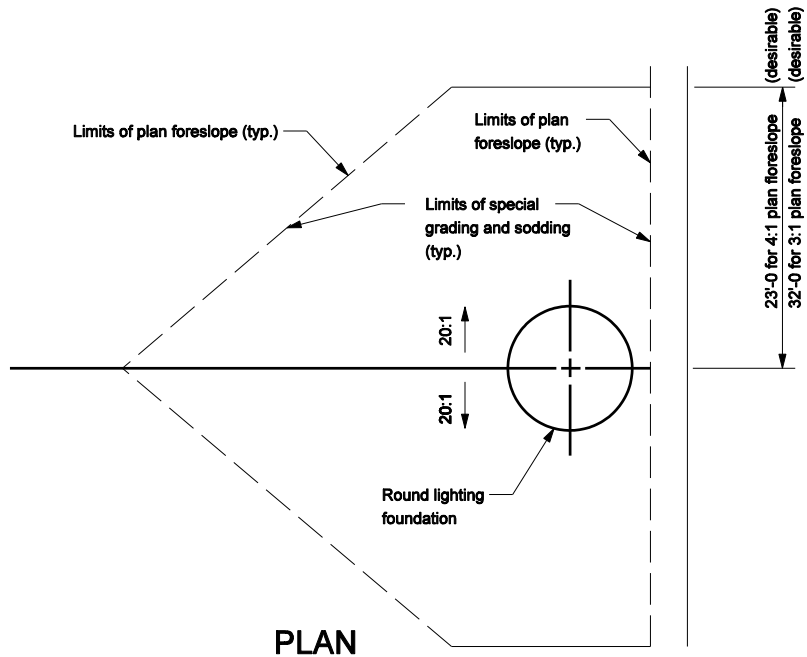 Limits of plan foreslope (typ.)
Limits of plan
foreslope (typ.)
Limits of special
grading and sodding
(typ.)
20:1
20:1
Round lighting
foundation
23'-0 for 4:1 plan floreslope (desirable)
32'-0 for 3:1 plan foreslope (desirable)
PLAN